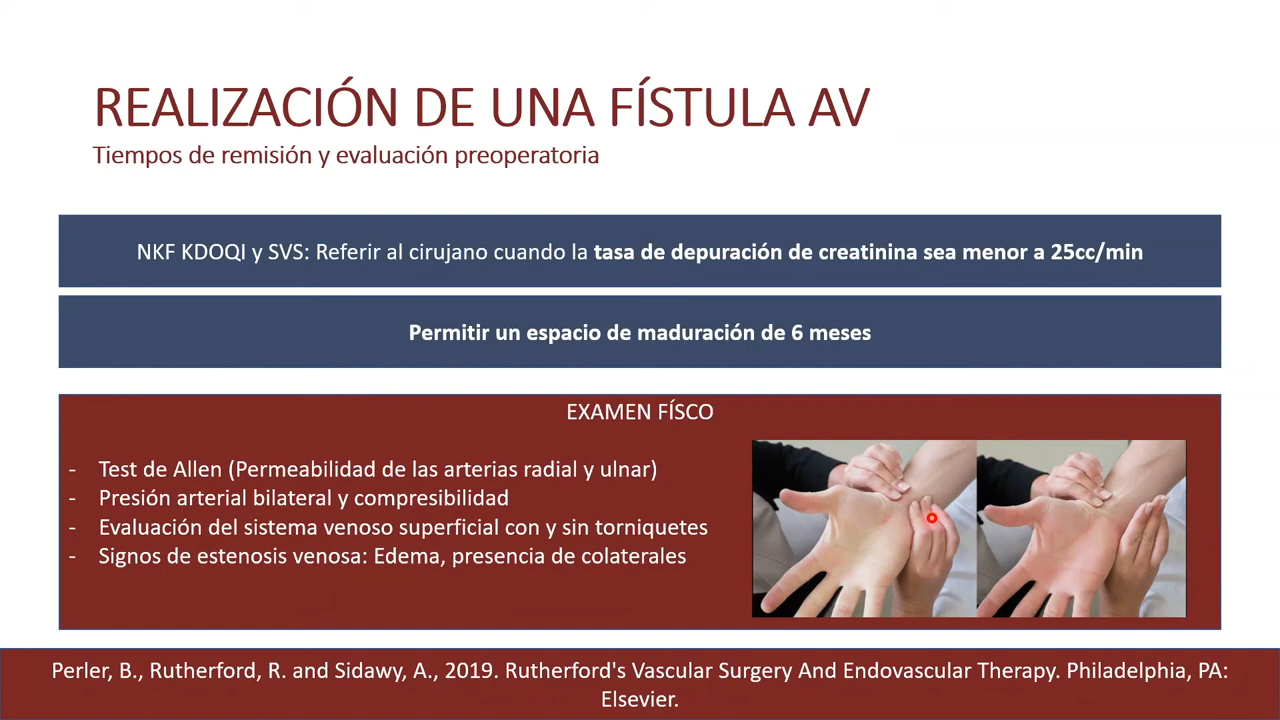 REALIZACIÓN DE UNA FÍSTULA AV
Tiempos de remisión y evaluación preoperatoria
NKF KDOQI y SVS: Referir al cirujano cuando la tasa de depuración de creatinina sea menor a 25cc/min
Permitir un espacio de maduración de 6 meses
EXAMEN FÍSCO
- Test de Allen (Permeabilidad de las arterias radial y ulnar)
- Presión arterial bilateral y compresibilidad
- Evaluación del sistema venoso superficial con y sin torniquetes
- Signos de estenosis venosa: Edema, presencia de colaterales
Perler, B., Rutherford, R. and Sidawy, A., 2019. Rutherford's Vascular Surgery And Endovascular Therapy. Philadelphia, PA:
Elsevier.